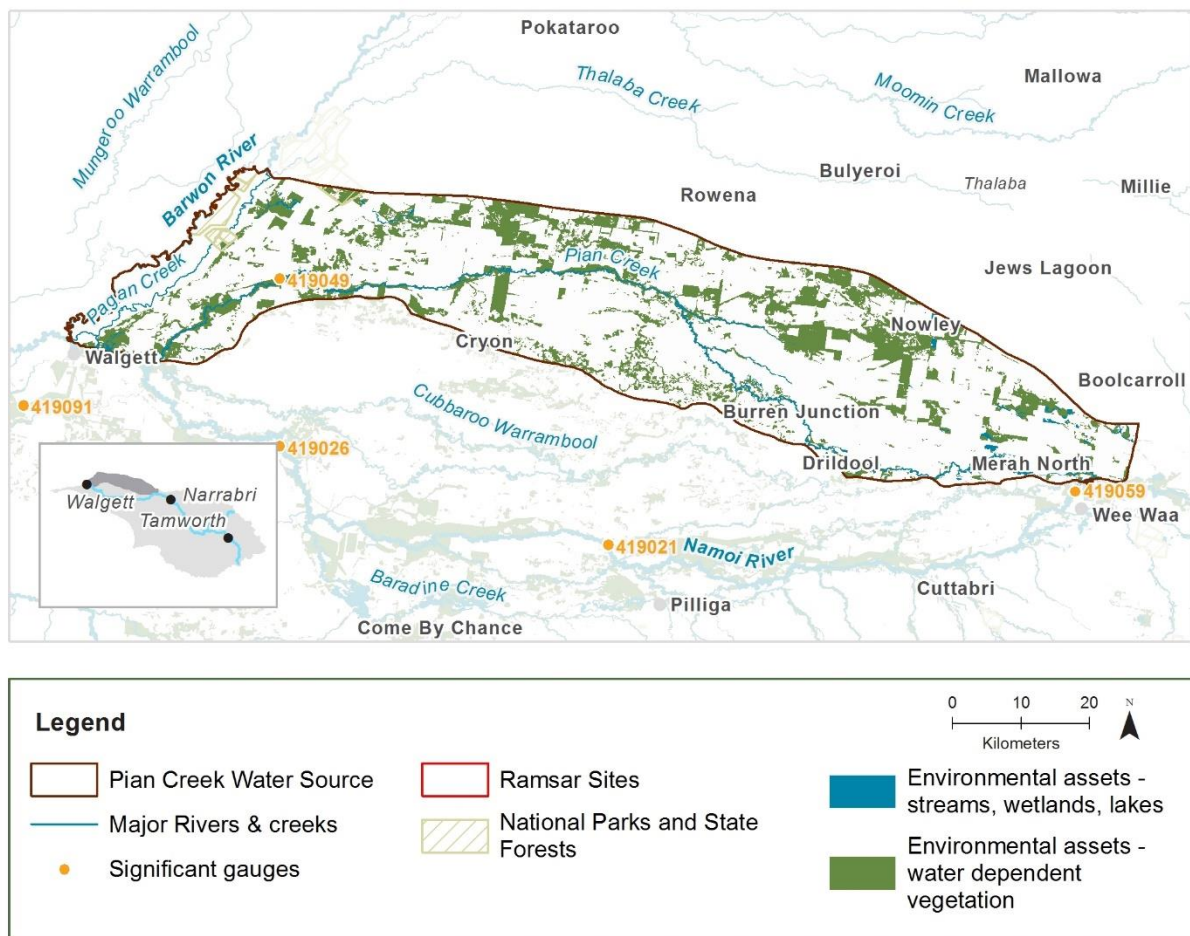 Pokataroo
Mallowa
Mungeroo Warrambool
Thalaba Creek
Moomin Creek
Barwon River
Bulyeroi
Thalaba
Millie
Rowena
Pian Creek
Jews Lagoon
419049
Pagan Creek
Nowley
Cryon
Walgett
Boolcarroll
419091
Cubbaroo Warrambool
Burren Junction
419026
Drildool
Merah North
419059
Walgett
Narrabri
Tamworth
Wee Waa
419021
Namoi River
Baradine Creek
Cuttabri
Pilliga
Come By Chance
Legend
Pian Creek Water Source
Major Rivers & creeks
Significant gauges
Ramsar Sites
National Parks and State
Forests
0 10 20
Kilometers
N
Environmental assets -
streams, wetlands, lakes
Environmental assets -
water dependent
vegetation